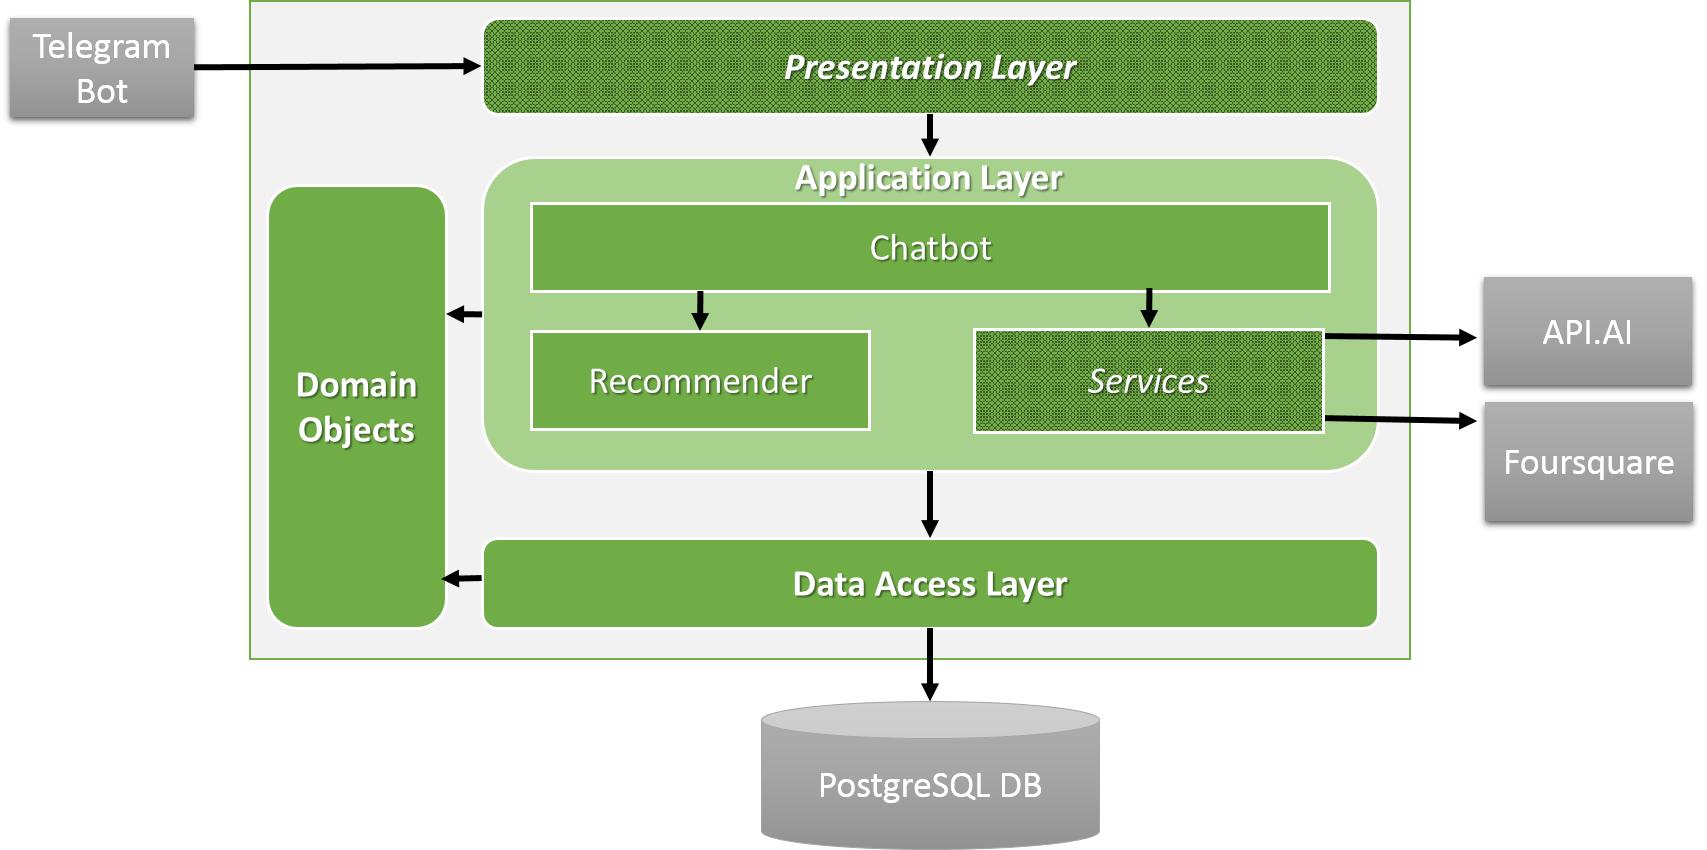 Telegram
Bot
Presentation Layer
Application Layer
Chatbot
Recommender
Services
Domain
Objects
API.AI
Foursquare
Data Access Layer
PostgreSQL DB